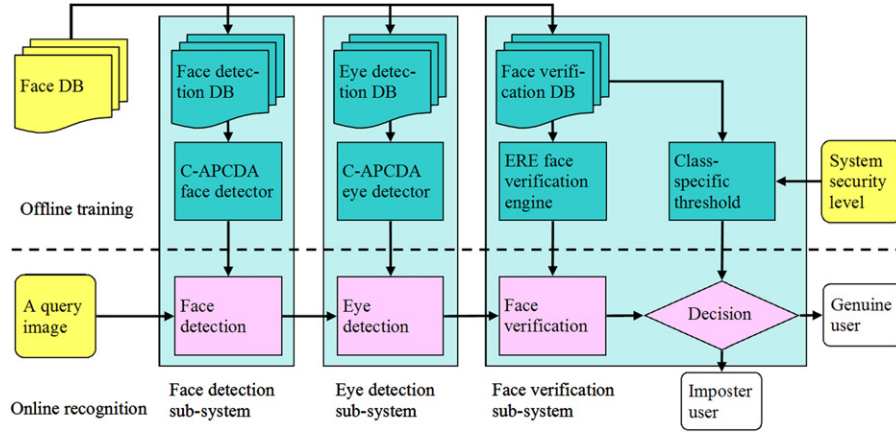 Face DB
Face detec-
tion DB
Eye detec-
tion DB
Face verifi-
cation DB
C-APCDA
face detector
C-APCDA
eye detector
ERE face
verification
engine
Class-
specific
threshold
System
security
level
Offline training
A query
image
Face
detection
Eye
detection
Face
verification
Decision
Genuine
user
Imposter
user
Online recognition
Face detection
sub-system
Eye detection
sub-system
Face verification
sub-system